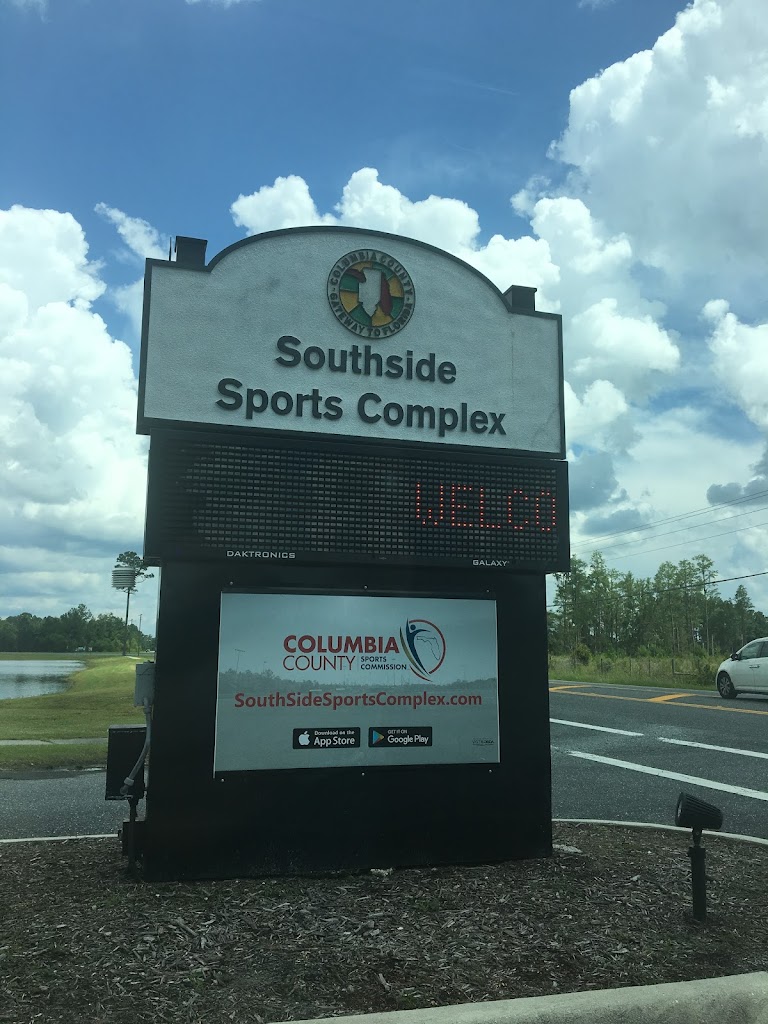 COLUMBIA COUNTY
GATEWAY TO FLORIDA
Southside
Sports Complex
WELCO
DAKTRONICS
GALAXY
COLUMBIA
COUNTY
SPORTS
COMMISSION
SouthSideSportsComplex.com
Download on the
App Store
GET IT ON
Google Play